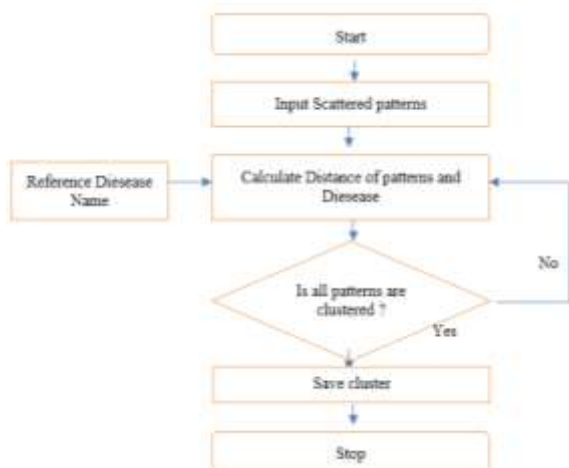 Start
Input Scattered patterns
Reference Diesease
Name
Calculate Distance of patterns and
Diesease
Is all patterns are
clustered ?
No
Yes
Save cluster
Stop